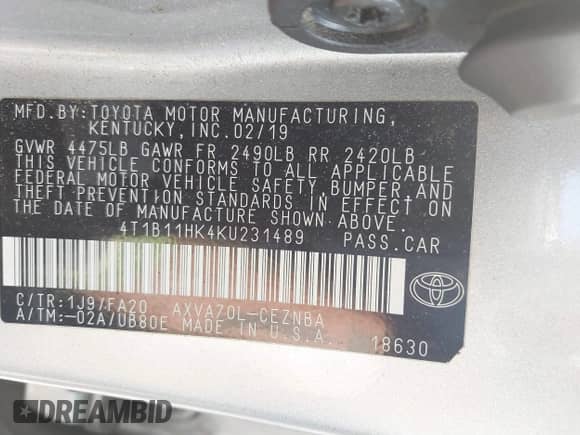 MFD.BY:TOYOTA MOTOR MANUFACTURING,
KENTUCKY,INC.02/19
GVWR 4475LB GAWR FR 2490LB RR 2420LB
THIS VEHICLE CONFORMS TO ALL APPLICABLE
FEDERAL MOTOR VEHICLE SAFETY, BUMPER,AND
THEFT PREVENTION STANDARDS IN EFFECT ON
THE DATE OF MANUFACTURE SHOWN ABOVE.
4T1B11HK4KU231489 PASS.CAR
C/TR:1J9/FA20 AXVA70L-CEZNBA
A/TM:-02A/UB80E MADE IN U.S.A.
18630
DREAMBID